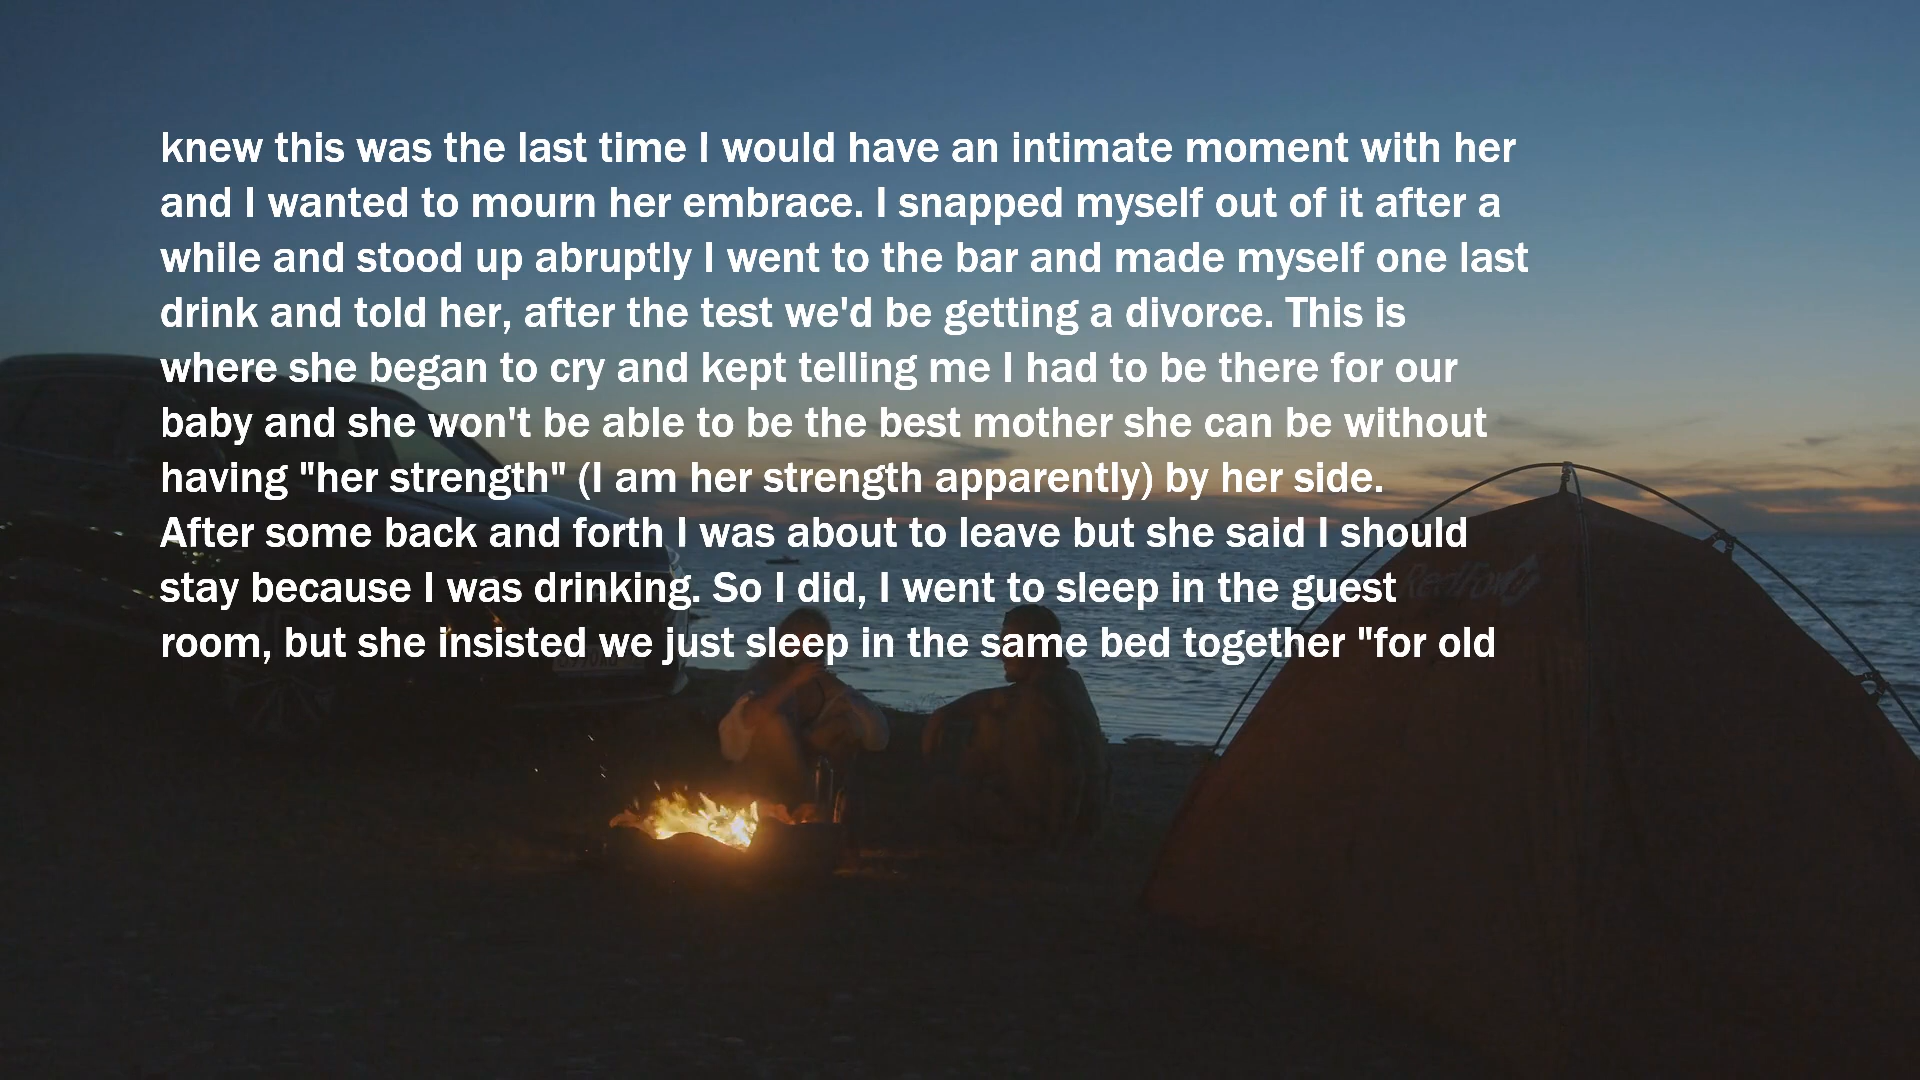 knew this was the last time I would have an intimate moment with her
and I wanted to mourn her embrace. I snapped myself out of it after a
while and stood up abruptly I went to the bar and made myself one last
drink and told her, after the test we'd be getting a divorce. This is
where she began to cry and kept telling me I had to be there for our
baby and she won't be able to be the best mother she can be without
having "her strength" (I am her strength apparently) by her side.
After some back and forth I was about to leave but she said I should
stay because I was drinking. So I did, I went to sleep in the guest
room, but she insisted we just sleep in the same bed together "for old